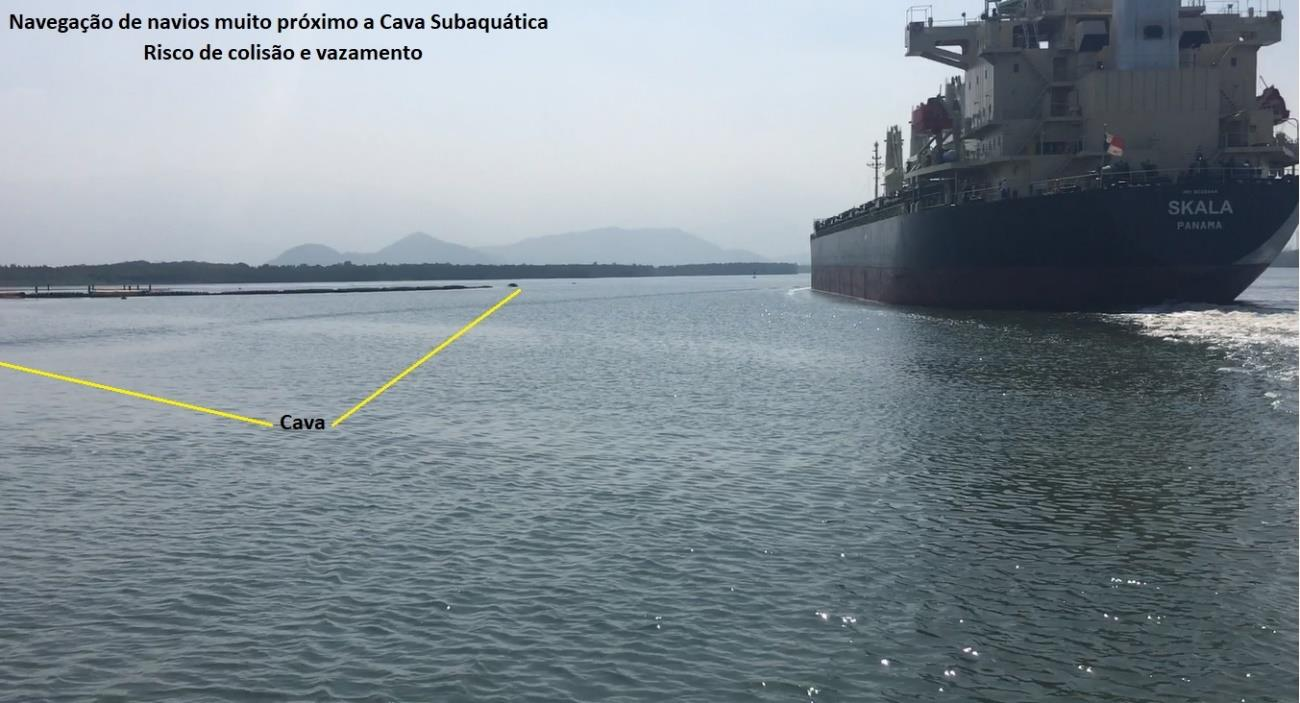 Navegação de navios muito próximo a Cava Subaquática
Risco de colisão e vazamento
SKALA
PANAMA
Cava